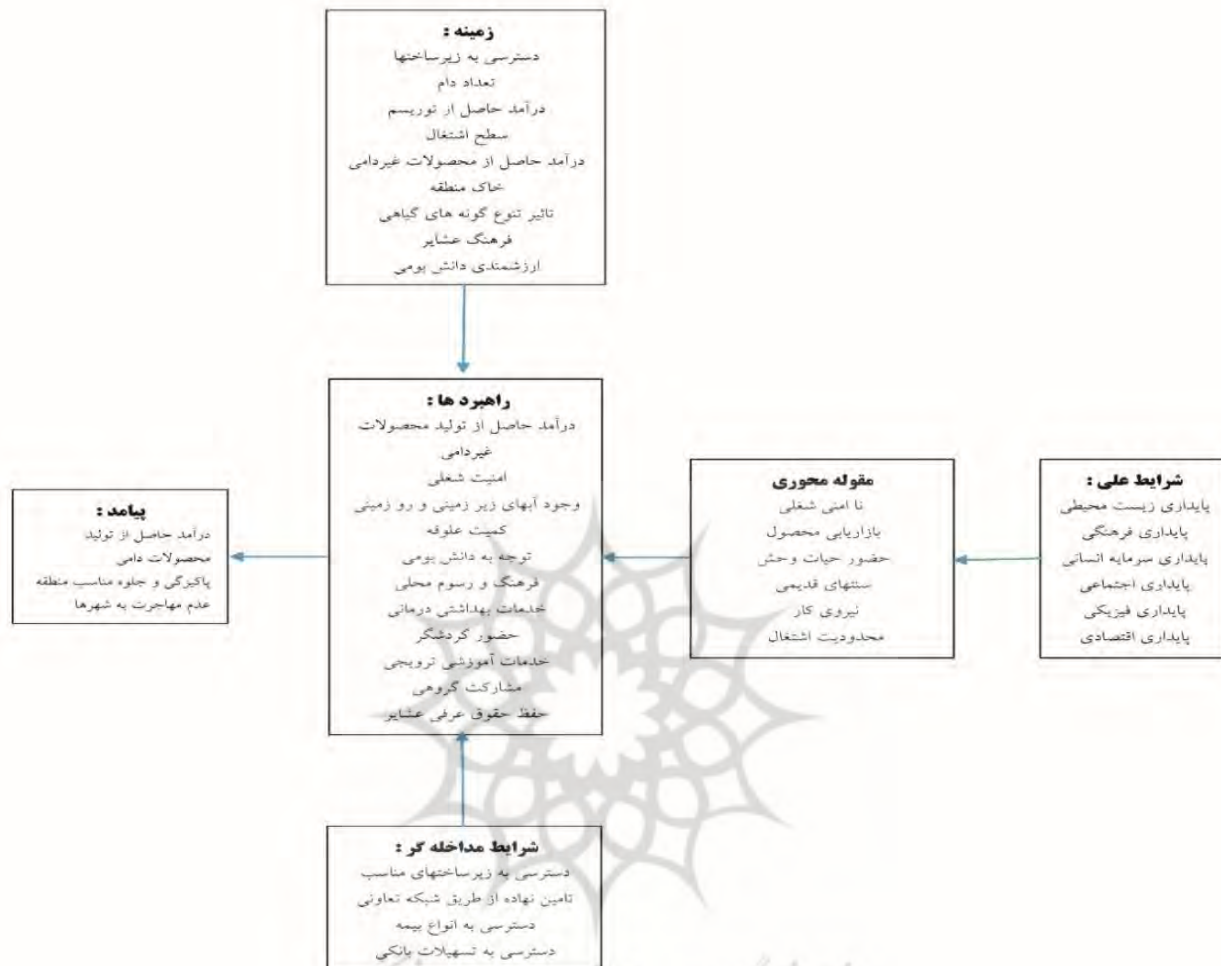 زمینه :
دسترسی به زیرساختها
تعداد دام
درآمد حاصل از توریسم
سطح اشتغال
درآمد حاصل از محصولات غیردامی
خاک منطقه
تاثیر تنوع گونه های گیاهی
فرهنگ عشایر
ارزشمندی دانش بومی
شرایط علی :
پایداری زیست محیطی
پایداری فرهنگی
پایداری سرمایه انسانی
پایداری اجتماعی
پایداری فیزیکی
پایداری اقتصادی
مقوله محوری
نا امنی شغلی
بازاریابی محصول
حضور حیات وحش
سنتهای قدیمی
نیروی کار
محدودیت اشتغال
راهبرد ها :
درآمد حاصل از تولید محصولات
غیردامی
امنیت شغلی
وجود آبهای زیر زمینی و رو زمینی
کمیت علوفه
توجه به دانش بومی
فرهنگ و رسوم محلی
خدمات بهداشتی درمانی
حضور گردشگر
خدمات آموزشی ترویجی
مشارکت گروهی
حفظ حقوق عرفی عشایر
پیامد :
درآمد حاصل از تولید
محصولات دامی
پاکیزگی و جلوه مناسب منطقه
عدم مهاجرت به شهرها
شرایط مداخله گر :
دسترسی به زیرساختهای مناسب
تامین نهاده از طریق شبکه تعاونی
دسترسی به انواع بیمه
دسترسی به تسهیلات بانکی